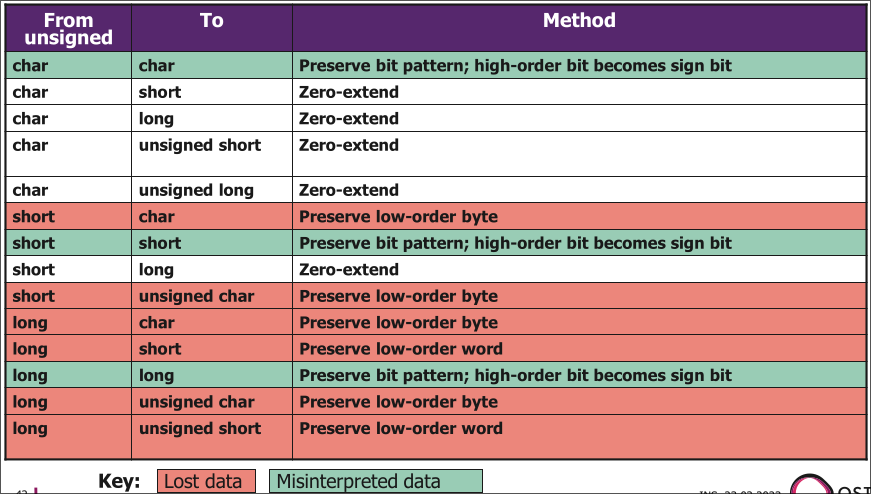 From unsigned To Method
char char Preserve bit pattern; high-order bit becomes sign bit
char short Zero-extend
char long Zero-extend
char unsigned short Zero-extend
char unsigned long Zero-extend
short char Preserve low-order byte
short short Preserve bit pattern; high-order bit becomes sign bit
short long Zero-extend
short unsigned char Preserve low-order byte
long char Preserve low-order byte
long short Preserve low-order word
long long Preserve bit pattern; high-order bit becomes sign bit
long unsigned char Preserve low-order byte
long unsigned short Preserve low-order word
Key: Lost data Misinterpreted data